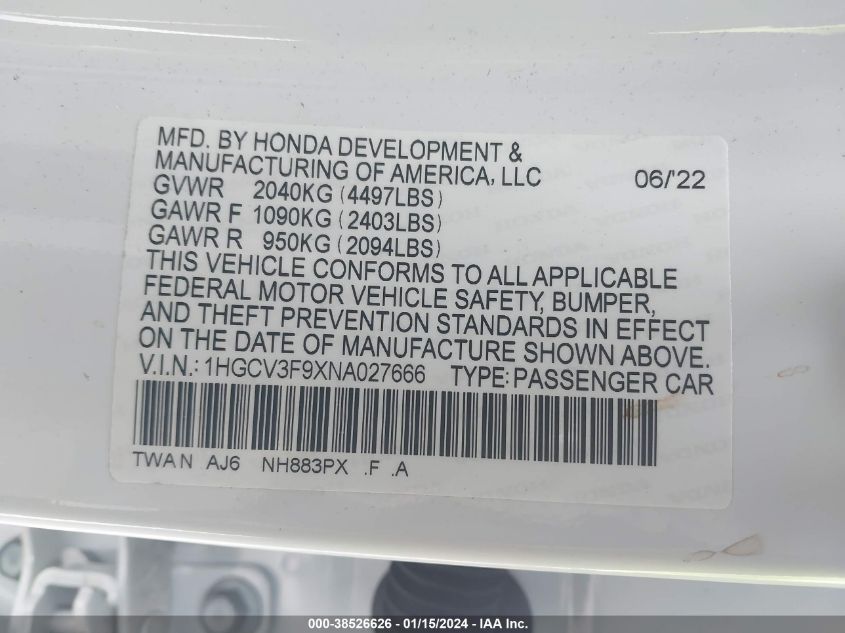 MFD. BY HONDA DEVELOPMENT &
MANUFACTURING OF AMERICA, LLC 06/'22
GVWR 2040KG (4497LBS)
GAWR F 1090KG (2403LBS)
GAWR R 950KG (2094LBS)
THIS VEHICLE CONFORMS TO ALL APPLICABLE
FEDERAL MOTOR VEHICLE SAFETY, BUMPER,
AND THEFT PREVENTION STANDARDS IN EFFECT
ON THE DATE OF MANUFACTURE SHOWN ABOVE.
V.I.N.: 1HGCV3F9XNA027666 TYPE: PASSENGER CAR
TWAN AJ6 NH883PX .F .A
000-38526626 - 01/15/2024 - IAA Inc.